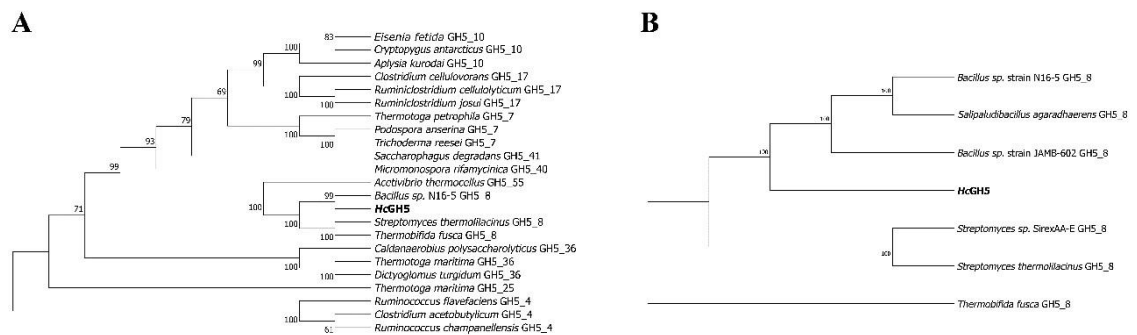 A
83
Eisenia fetida GH5_10
100
Cryptopygus antarcticus GH5_10
99
Aplysia kurodai GH5_10
Clostridium cellulovorans GH5_17
100
Ruminiclostridium cellulolyticum GH5_17
69
100
Ruminiclostridium josui GH5_17
Thermotoga petrophila GH5_7
79
100
Podospora anserina GH5_7
100
Trichoderma reesei GH5_7
93
Saccharophagus degradans GH5_41
Micromonospora rifamycinica GH5_40
99
Acetivibrio thermocellus GH5_55
99
Bacillus sp. N16-5 GH5_8
HcGH5
71
100
Streptomyces thermolilacinus GH5_8
100
100
Thermobifida fusca GH5_8
Caldanaerobius polysaccharolyticus GH5_36
100
Thermotoga maritima GH5_36
100
Dictyoglomus turgidum GH5_36
Thermotoga maritima GH5_25
Ruminococcus flavefaciens GH5_4
100
Clostridium acetobutylicum GH5_4
61
Ruminococcus champanellensis GH5_4
B
Bacillus sp. strain N16-5 GH5_8
100
Salipaludibacillus agaradhaerens GH5_8
100
Bacillus sp. strain JAMB-602 GH5_8
100
HcGH5
Streptomyces sp. SirexAA-E GH5_8
100
Streptomyces thermolilacinus GH5_8
Thermobifida fusca GH5_8